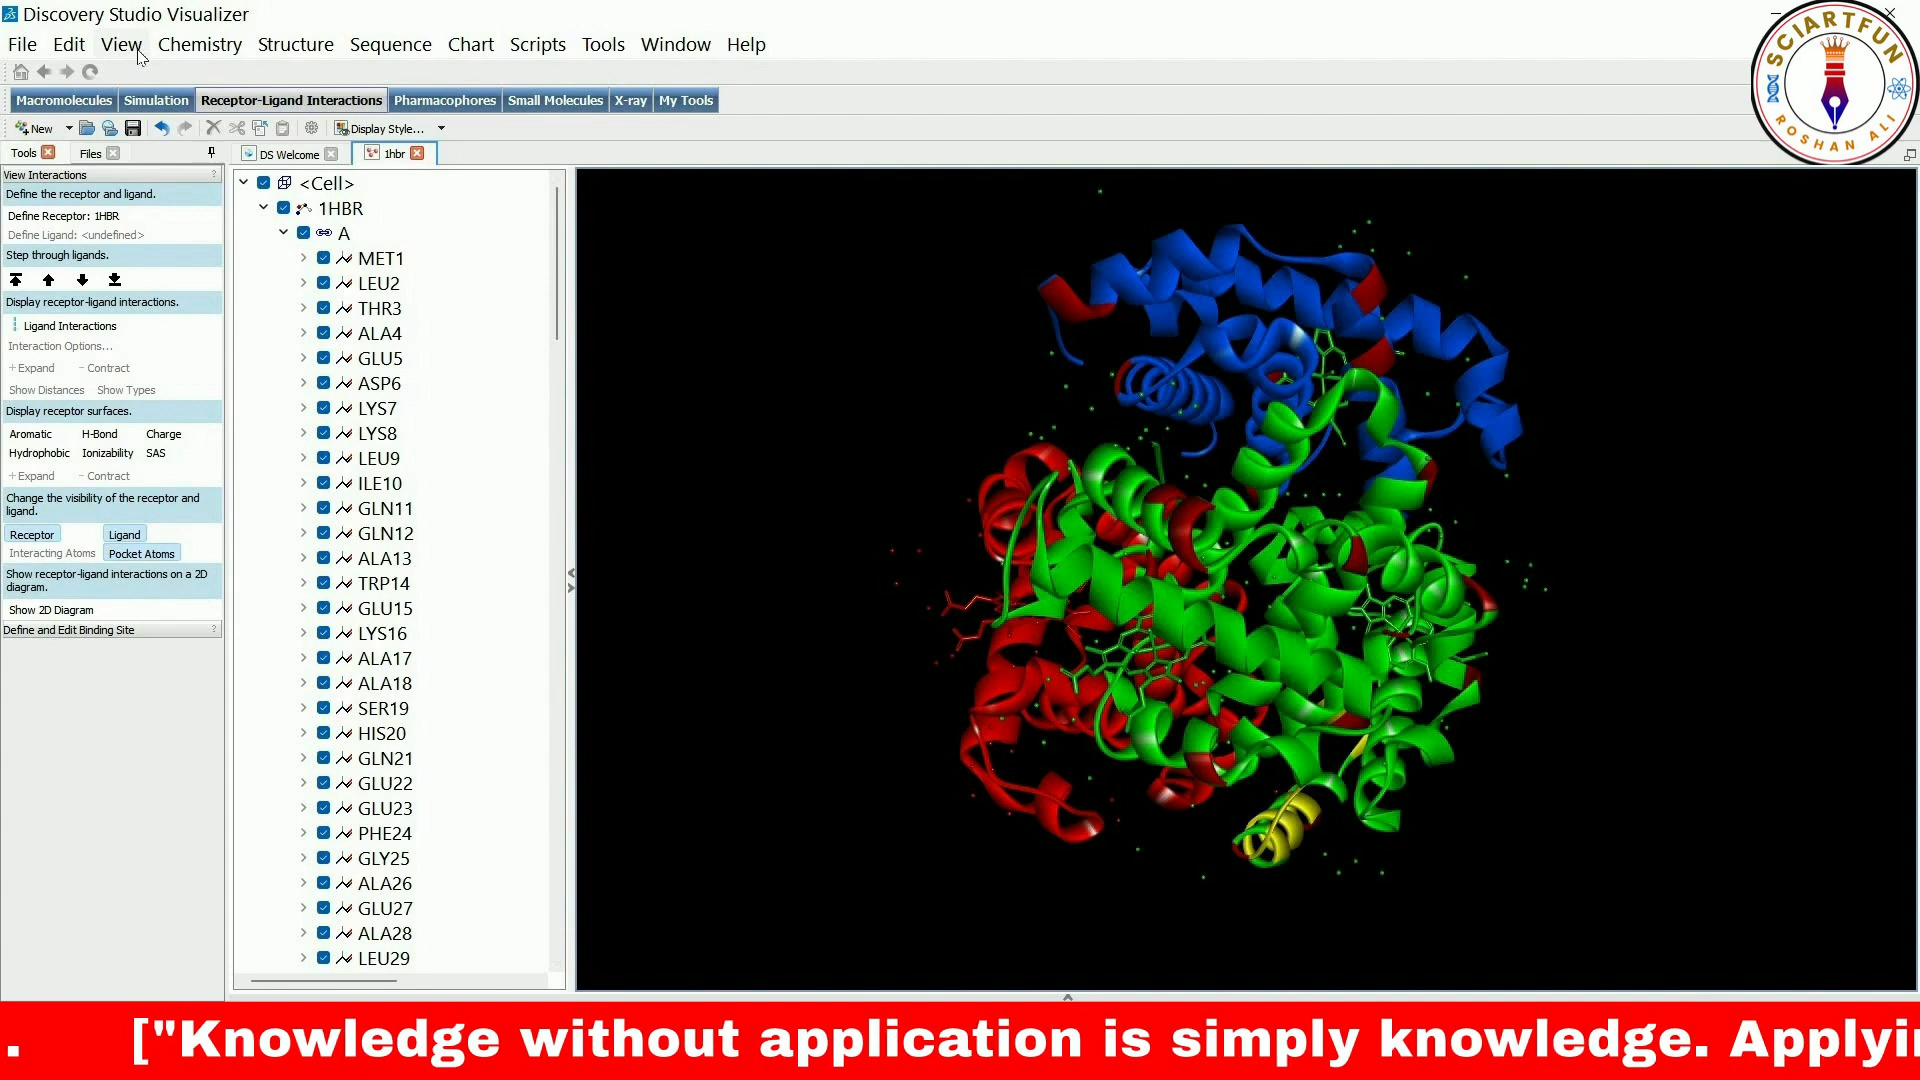 Discovery Studio Visualizer
File Edit View Chemistry Structure Sequence Chart Scripts Tools Window Help
Macromolecules Simulation Receptor-Ligand Interactions Pharmacophores Small Molecules X-ray My Tools
New Display Style...
Tools Files DS Welcome 1hbr
View Interactions ?
Define the receptor and ligand.
Define Receptor: 1HBR
Define Ligand: <undefined>
Step through ligands.
Display receptor-ligand interactions.
Ligand Interactions
Interaction Options...
+ Expand - Contract
Show Distances Show Types
Display receptor surfaces.
Aromatic H-Bond Charge
Hydrophobic Ionizability SAS
+ Expand - Contract
Change the visibility of the receptor and
ligand.
Receptor Ligand
Interacting Atoms Pocket Atoms
Show receptor-ligand interactions on a 2D
diagram.
Show 2D Diagram
Define and Edit Binding Site ?
<Cell>
1HBR
A
MET1
LEU2
THR3
ALA4
GLU5
ASP6
LYS7
LYS8
LEU9
ILE10
GLN11
GLN12
ALA13
TRP14
GLU15
LYS16
ALA17
ALA18
SER19
HIS20
GLN21
GLU22
GLU23
PHE24
GLY25
ALA26
GLU27
ALA28
LEU29
SCIARTFUN
ROSHAN ALI
. ["Knowledge without application is simply knowledge. Applyi